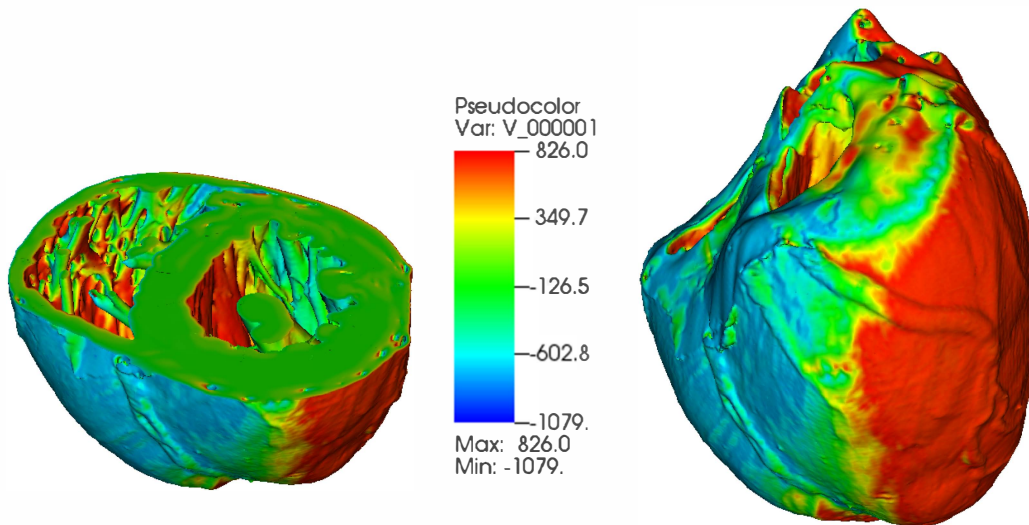 Pseudocolor
Var: V_000001
826.0
349.7
-126.5
-602.8
-1079.
Max: 826.0
Min: -1079.